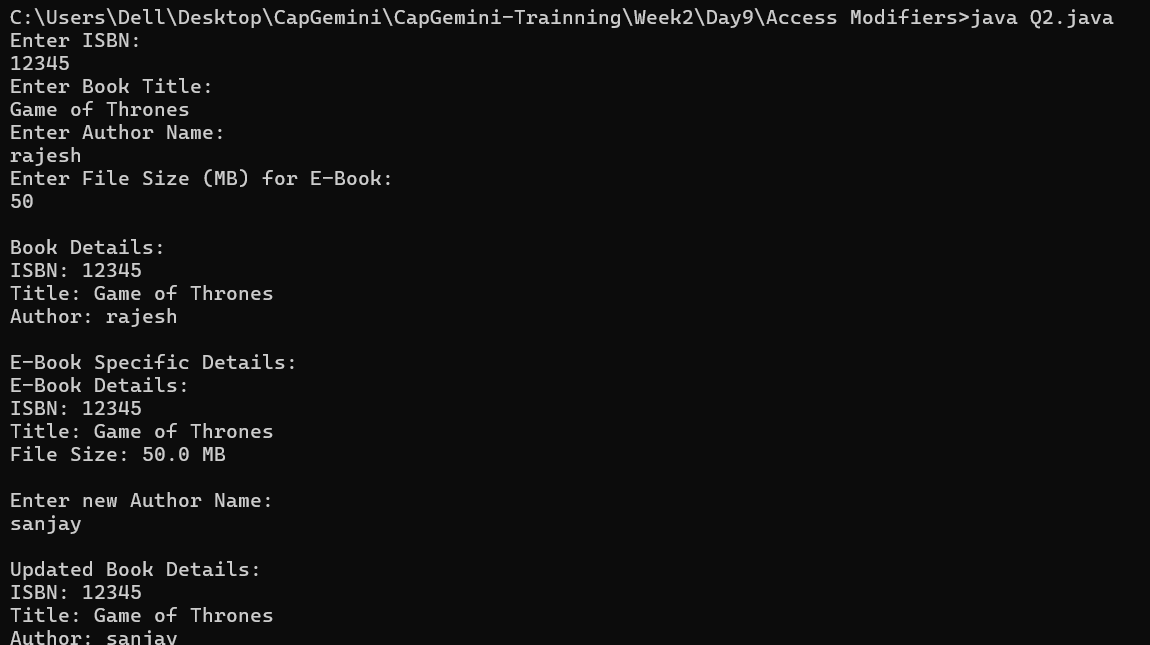 C:\Users\Dell\Desktop\CapGemini\CapGemini-Trainning\Week2\Day9\Access Modifiers>java Q2.java
Enter ISBN:
12345
Enter Book Title:
Game of Thrones
Enter Author Name:
rajesh
Enter File Size (MB) for E-Book:
50
Book Details:
ISBN: 12345
Title: Game of Thrones
Author: rajesh
E-Book Specific Details:
E-Book Details:
ISBN: 12345
Title: Game of Thrones
File Size: 50.0 MB
Enter new Author Name:
sanjay
Updated Book Details:
ISBN: 12345
Title: Game of Thrones
Author: sanjay